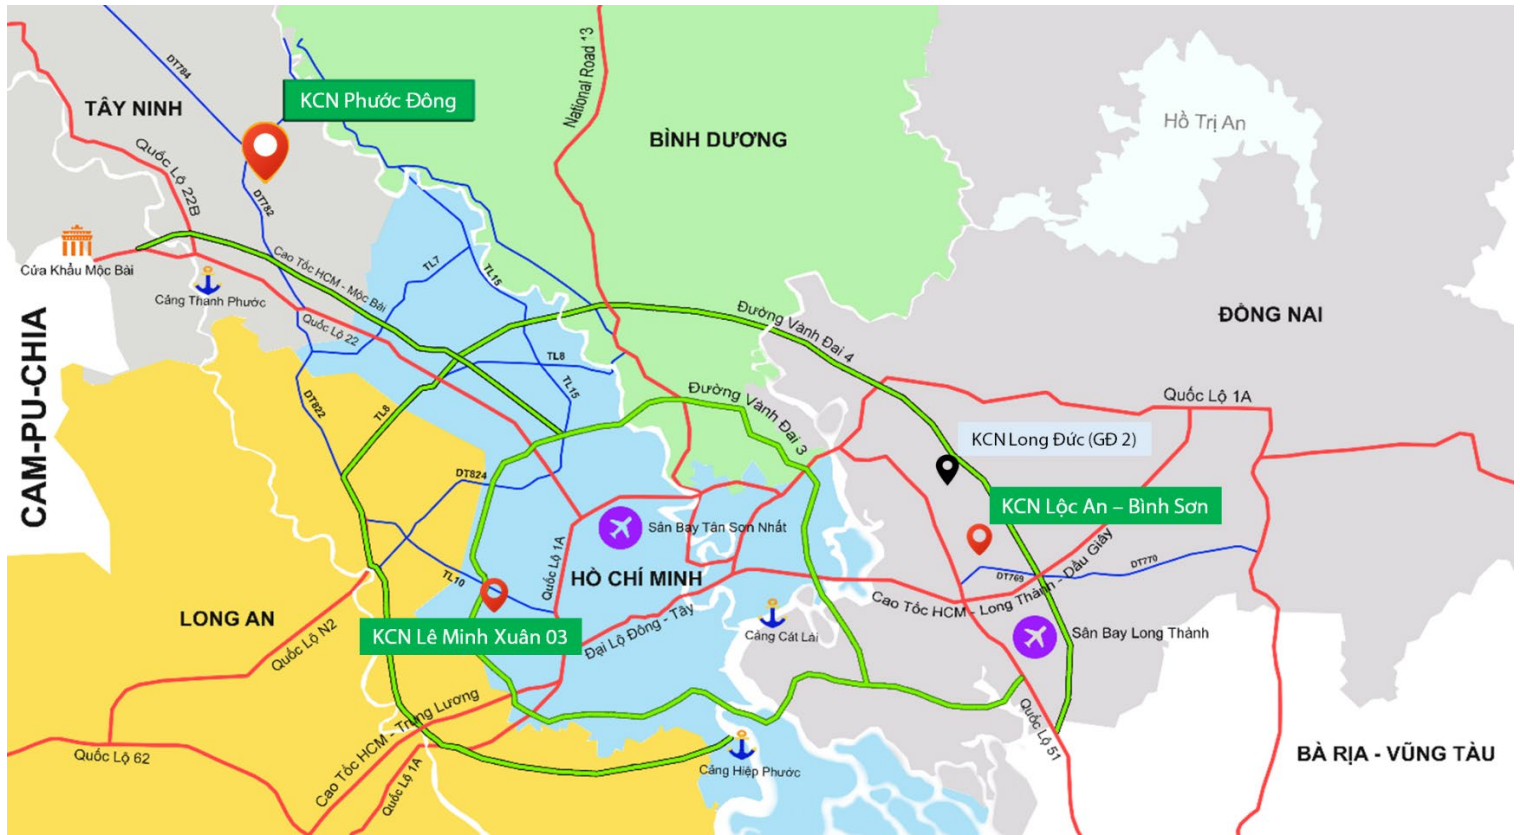 DT784
KCN Phước Đông
TÂY NINH
National Road 13
Hồ Trị An
BÌNH DƯƠNG
Quốc Lộ 22B
DT782
Cửa Khẩu Mộc Bài
Cao Tốc HCM - Mộc Bài
TL7
TL15
Cảng Thanh Phước
Quốc Lộ 22
Đường Vành Đai 4
ĐỒNG NAI
CAM-PU-CHIA
TL8
TL15
DT822
TL8
Đường Vành Đai 3
Quốc Lộ 1A
KCN Long Đức (GĐ 2)
DT824
KCN Lộc An – Bình Sơn
Sân Bay Tân Sơn Nhất
Quốc Lộ 1A
HỒ CHÍ MINH
TL10
DT769
DT770
Cao Tốc HCM - Long Thành - Dầu Giây
LONG AN
Quốc Lộ N2
KCN Lê Minh Xuân 03
Đại Lộ Đông - Tây
Cảng Cát Lái
Sân Bay Long Thành
Cao Tốc HCM - Trung Lương
Quốc Lộ 51
Quốc Lộ 62
Quốc Lộ 1A
Cảng Hiệp Phước
BÀ RỊA - VŨNG TÀU